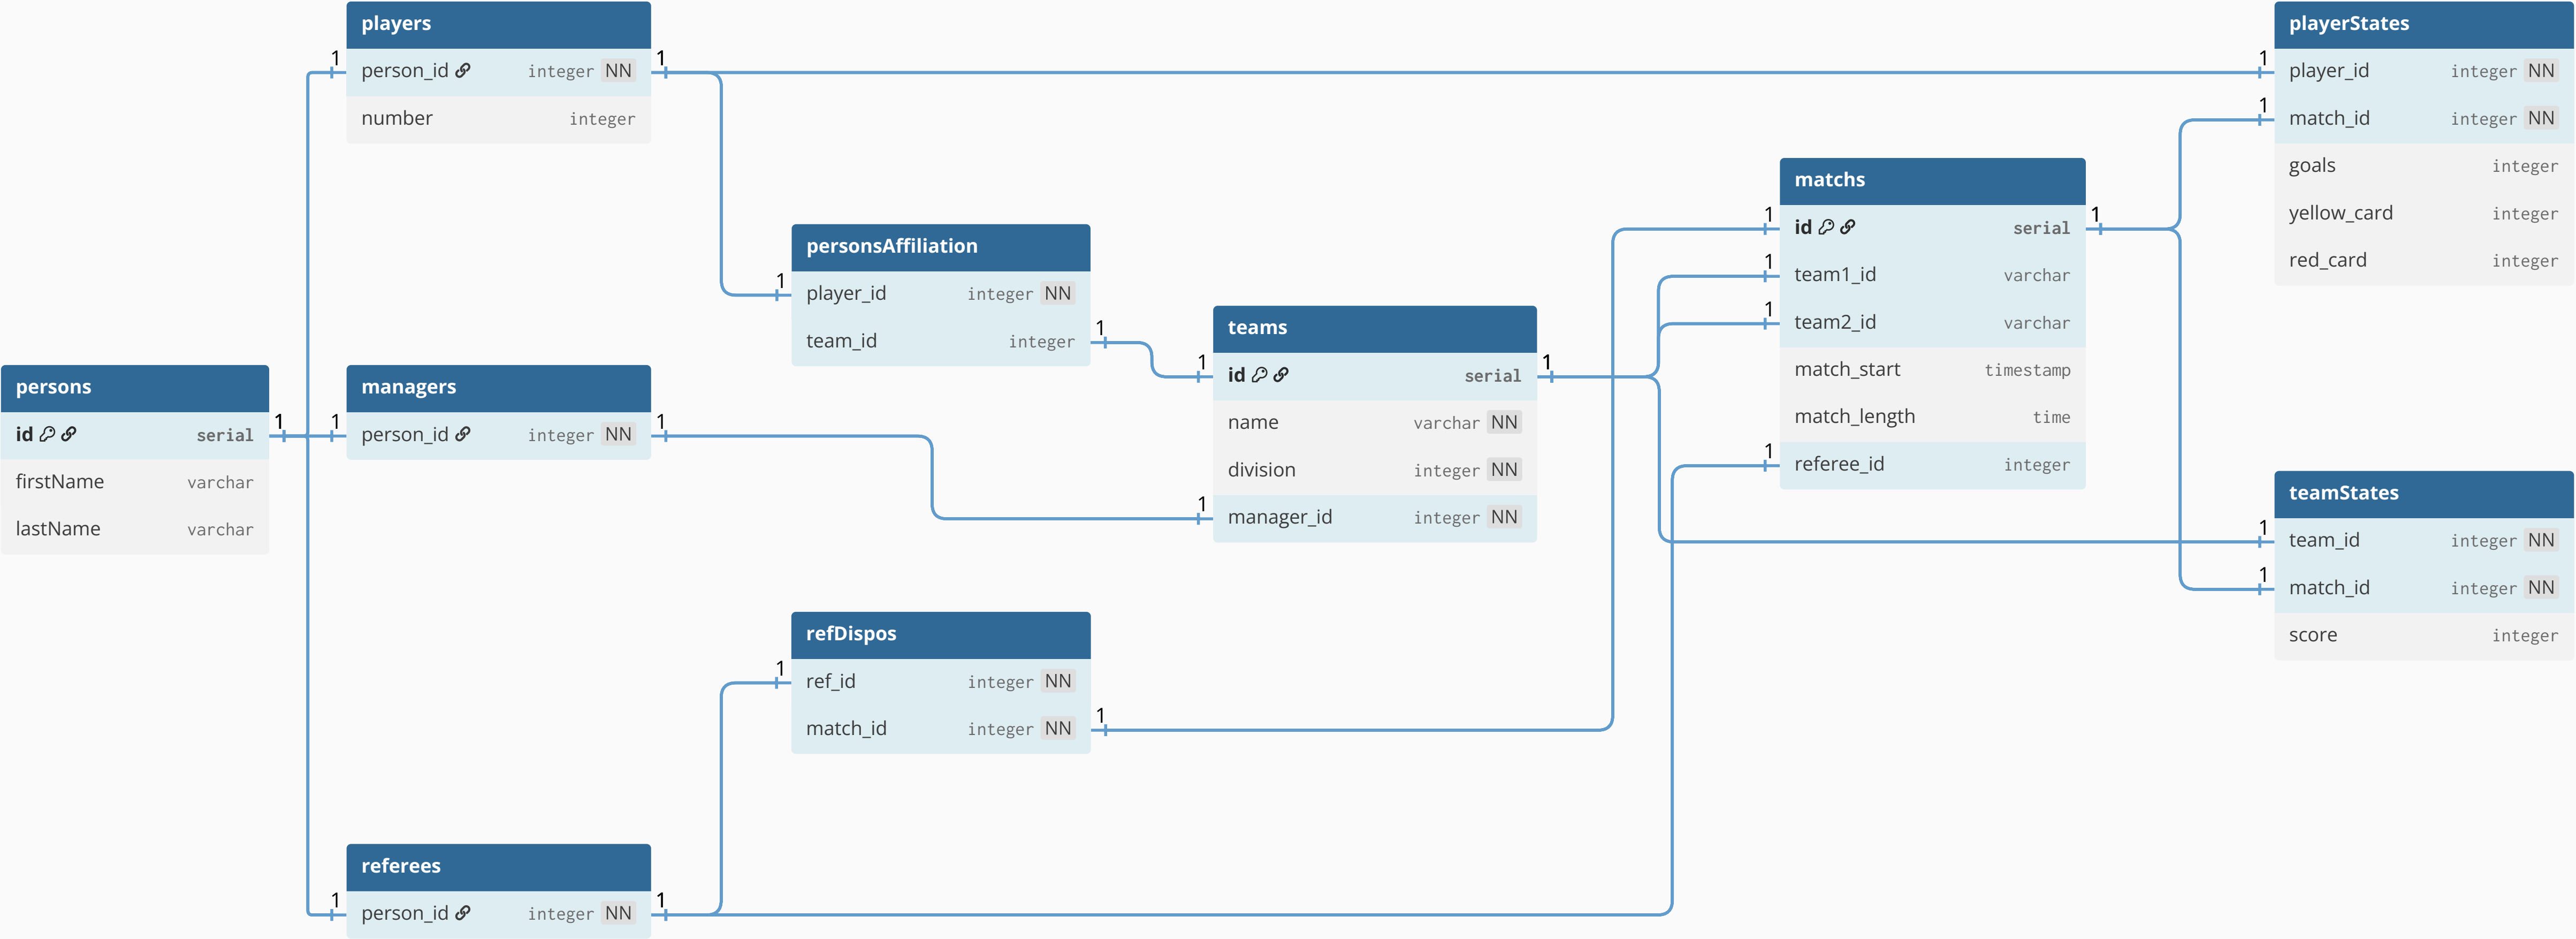 players
1 person_id integer NN 1
number integer
playerStates
1 player_id integer NN
1 match_id integer NN
goals integer
yellow_card integer
red_card integer
personsAffiliation
1 player_id integer NN
team_id integer 1
matchs
1 id serial 1
1 team1_id varchar
1 team2_id varchar
match_start timestamp
match_length time
1 referee_id integer
teams
1 id serial 1
name varchar NN
division integer NN
1 manager_id integer NN
persons
id serial 1
firstName varchar
lastName varchar
managers
1 person_id integer NN 1
teamStates
1 team_id integer NN
1 match_id integer NN
score integer
refDispos
1 ref_id integer NN
match_id integer NN 1
referees
1 person_id integer NN 1